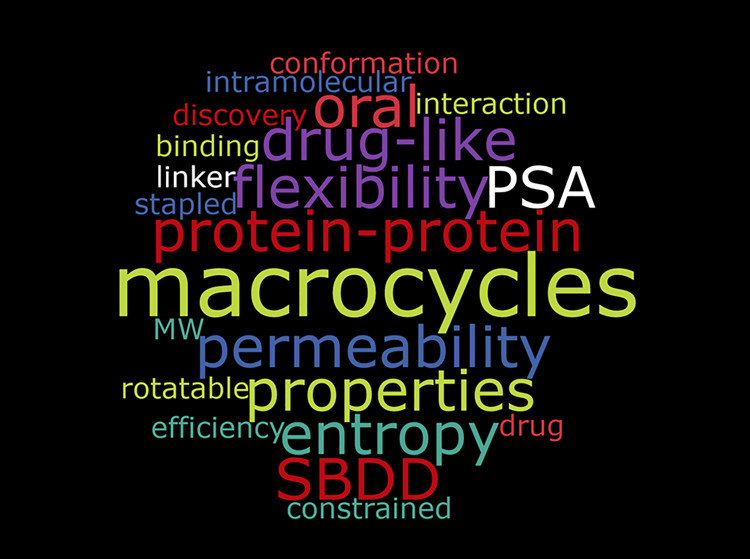 conformation
intramolecular
discovery oral interaction
binding drug-like
linker flexibility PSA
stapled
protein-protein
macrocycles
MW permeability
rotatable properties
efficiency entropy drug
SBDD
constrained